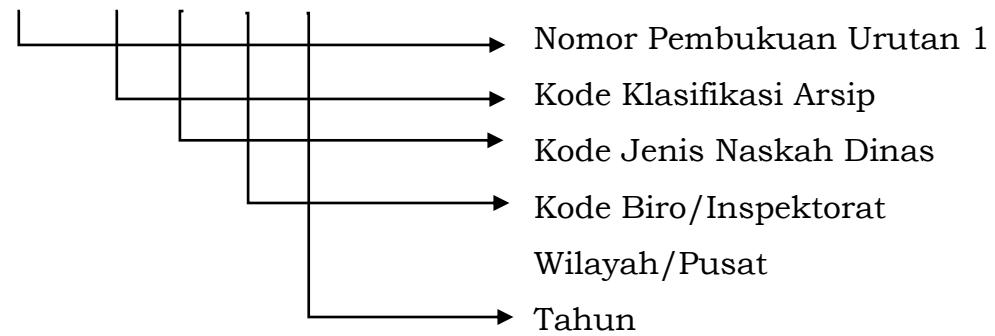 Nomor Pembukuan Urutan 1
Kode Klasifikasi Arsip
Kode Jenis Naskah Dinas
Kode Biro/Inspektorat
Wilayah/Pusat
Tahun